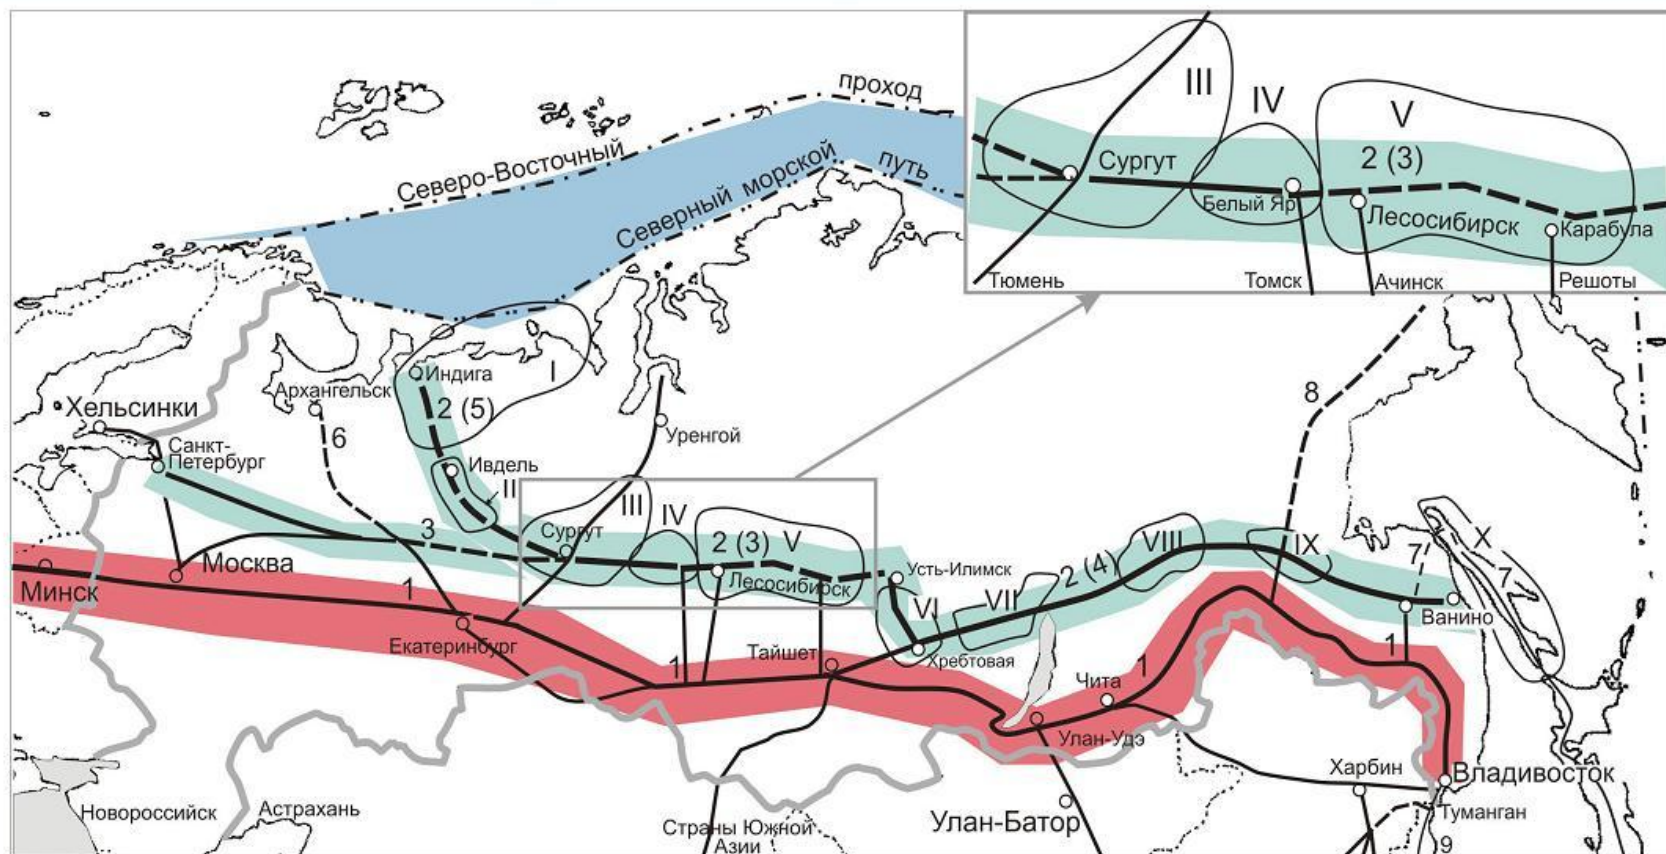 проход
Северо-Восточный
путь
Северный морской
III
IV
V
2 (3)
Сургут
Белый Яр
Лесосибирск
Карабула
Тюмень
Томск
Ачинск
Решоты
I
Индига
Архангельск
2 (5)
8
Хельсинки
6
Уренгой
Санкт-
Петербург
Ивдель
II
III
IV
X
3
Сургут
2 (3)
V
VIII
IX
7
7
Москва
Лесосибирск
Усть-Илимск
2 (4)
Минск
1
VI
VII
Ванино
Екатеринбург
1
Тайшет
Хребтовая
1
Чита
1
Улан-Удэ
Харбин
Владивосток
Новороссийск
Астрахань
Страны Южной
Азии
Улан-Батор
Туманган
9